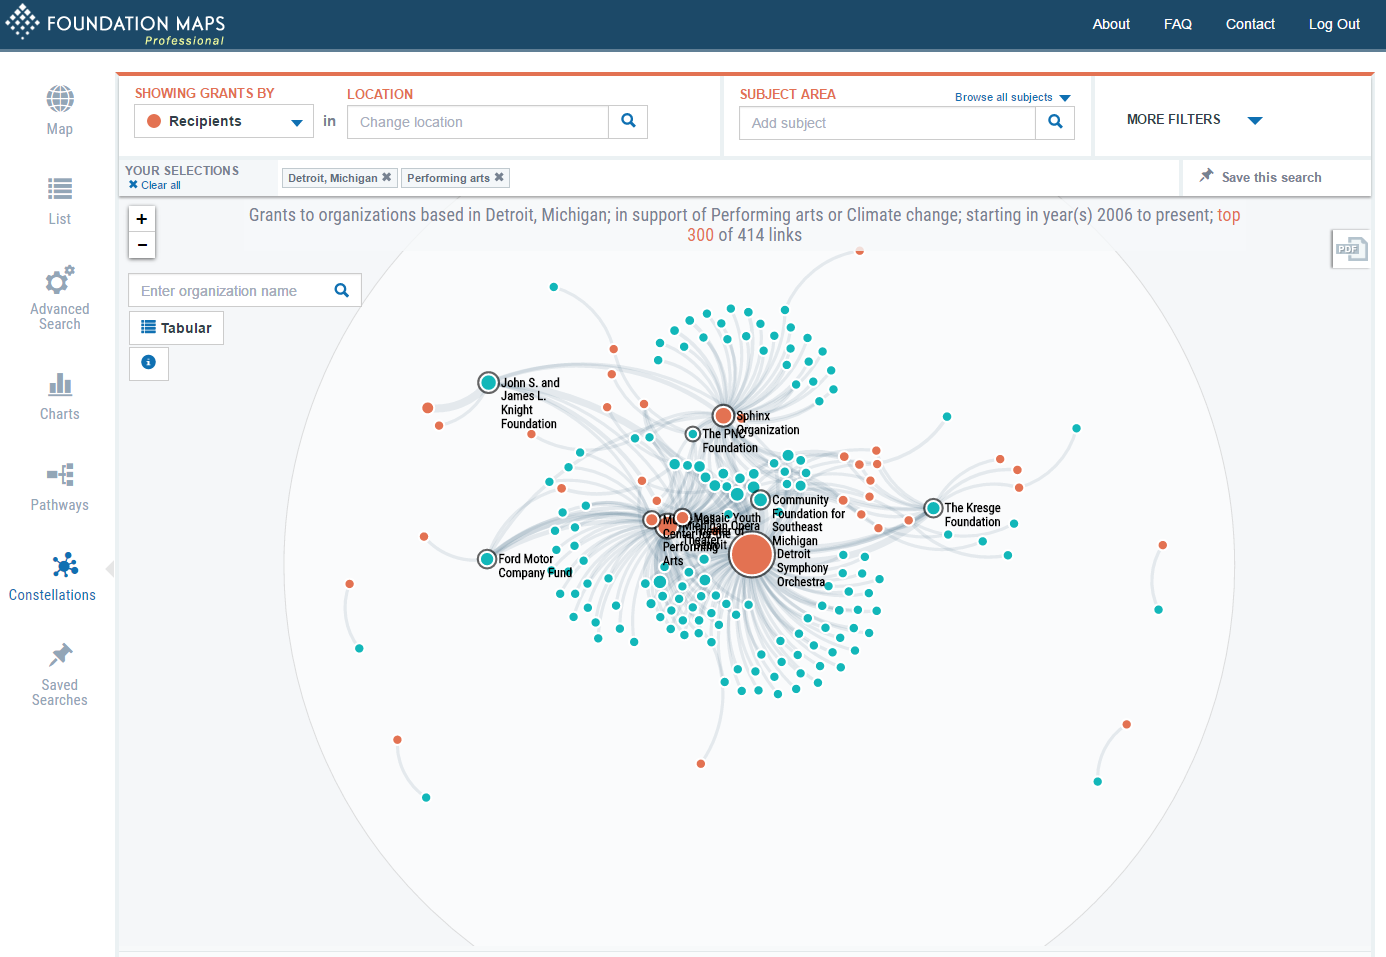 FOUNDATION MAPS
Professional
About FAQ Contact Log Out
Map
List
Advanced
Search
Charts
Pathways
Constellations
Saved
Searches
SHOWING GRANTS BY
Recipients
in
LOCATION
Change location
SUBJECT AREA
Browse all subjects
Add subject
MORE FILTERS
YOUR SELECTIONS
Clear all
Detroit, Michigan
Performing arts
Save this search
+
−
Grants to organizations based in Detroit, Michigan; in support of Performing arts or Climate change; starting in year(s) 2006 to present; top
300 of 414 links
PDF
Enter organization name
Tabular
John S. and
James L.
Knight
Foundation
Sphinx
Organization
The PNC
Foundation
Community
Foundation for
Southeast
Michigan
The Kresge
Foundation
Mosaic Youth
Michigan Opera
Theater
Center for the
Performing
Arts
Detroit
Symphony
Orchestra
Ford Motor
Company Fund